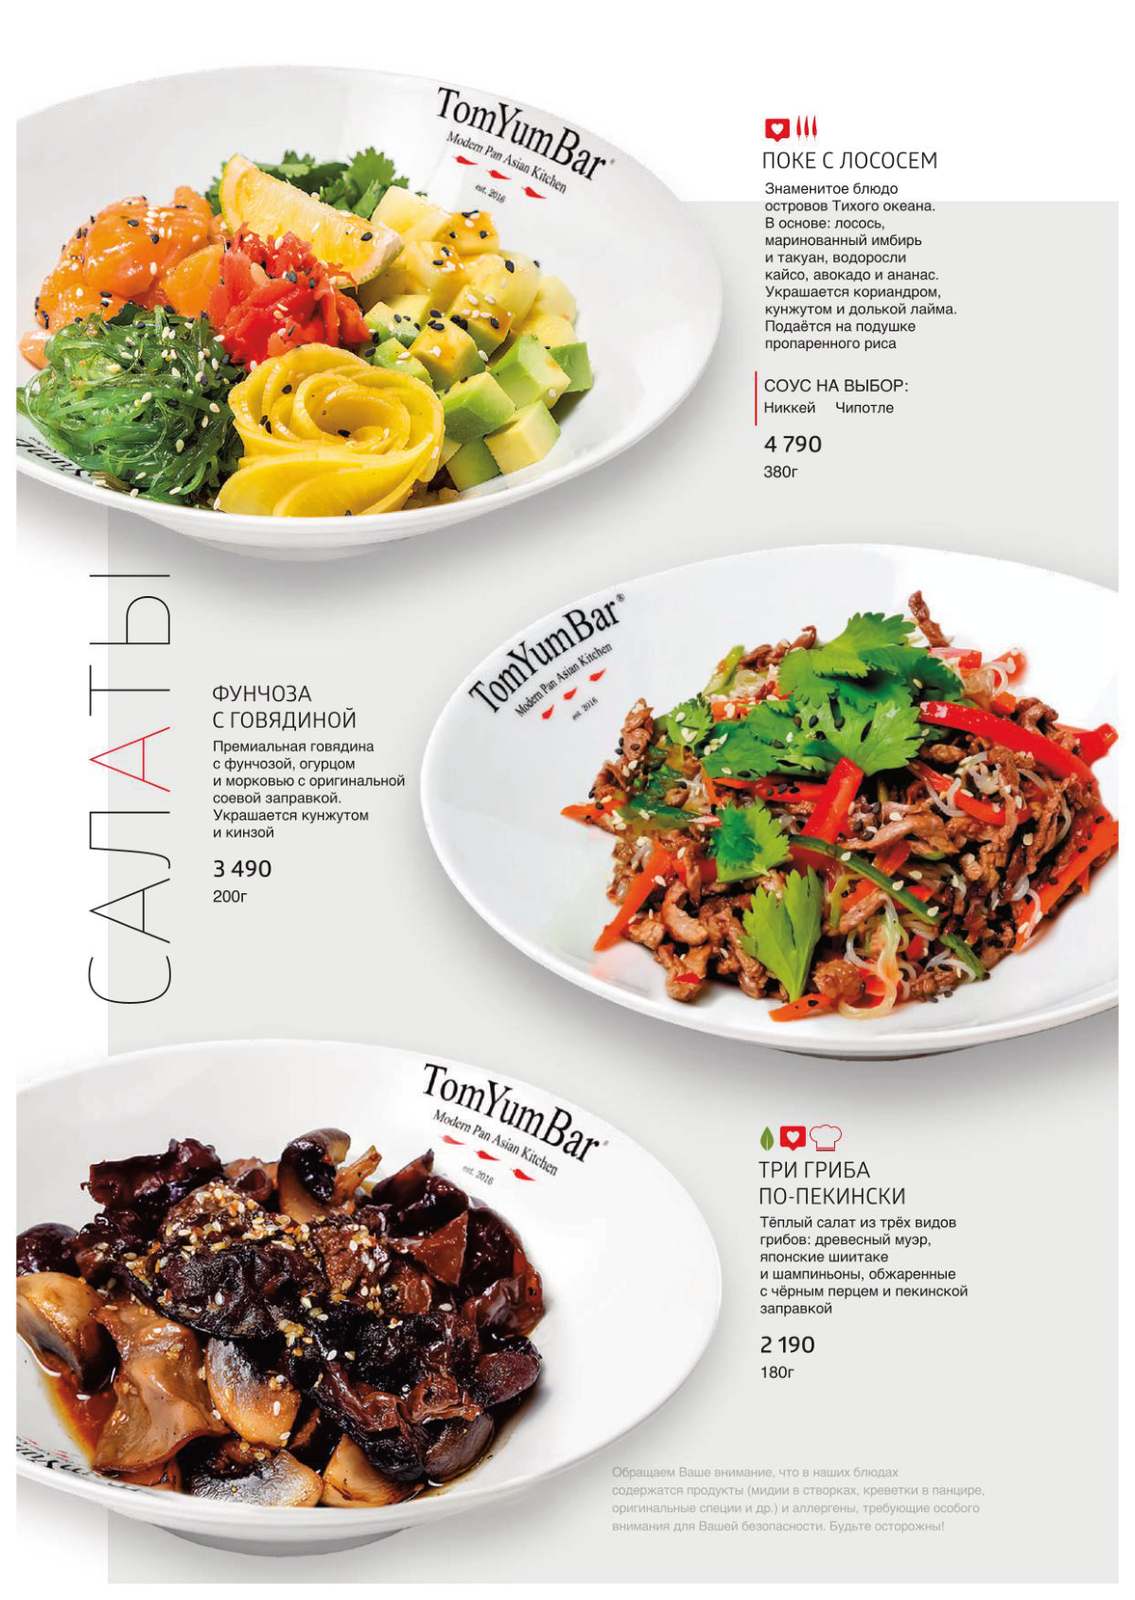 TomYumBar
Modern Pan Asian Kitchen
est. 2016
ПОКЕ С ЛОСОСЕМ
Знаменитое блюдо
островов Тихого океана.
В основе: лосось,
маринованный имбирь
и такуан, водоросли
кайсо, авокадо и ананас.
Украшается кориандром,
кунжутом и долькой лайма.
Подаётся на подушке
пропаренного риса
СОУС НА ВЫБОР:
Никкей Чипотле
4 790
380г
САЛАТЫ
TomYumBar®
Modern Pan Asian Kitchen
est. 2016
ФУНЧОЗА
С ГОВЯДИНОЙ
Премиальная говядина
с фунчозой, огурцом
и морковью с оригинальной
соевой заправкой.
Украшается кунжутом
и кинзой
3 490
200г
TomYumBar
Modern Pan Asian Kitchen
est. 2016
ТРИ ГРИБА
ПО-ПЕКИНСКИ
Тёплый салат из трёх видов
грибов: древесный муэр,
японские шиитаке
и шампиньоны, обжаренные
с чёрным перцем и пекинской
заправкой
2 190
180г
Обращаем Ваше внимание, что в наших блюдах
содержатся продукты (мидии в створках, креветки в панцире,
оригинальные специи и др.) и аллергены, требующие особого
внимания для Вашей безопасности. Будьте осторожны!